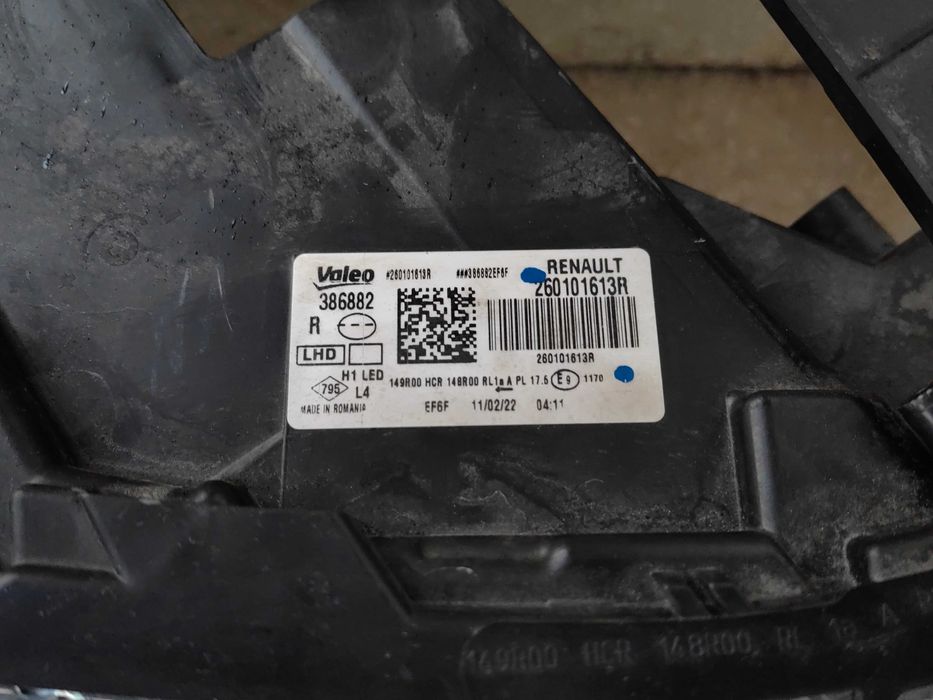 Valeo #260101613R ###386882EF6F RENAULT
386882 260101613R
R
LHD
260101613R
H1 LED
149R00 HCR 148R00 RL1a A PL 17.5 E9 1170
795 L4
MADE IN ROMANIA EF6F 11/02/22 04:11
149R00 HCR 148R00 RL